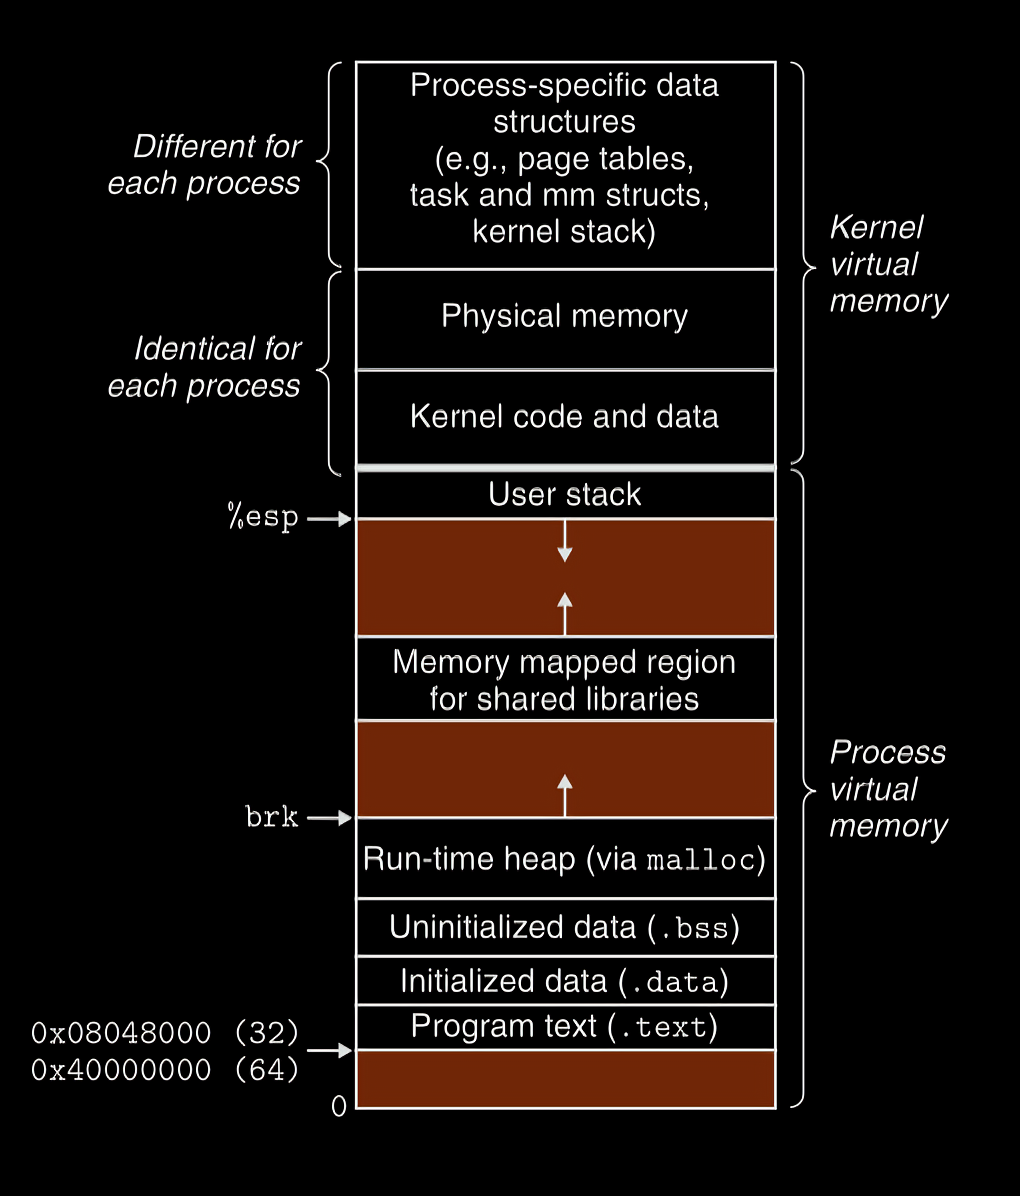 Process-specific data
structures
(e.g., page tables,
task and mm structs,
kernel stack)
Different for
each process
Kernel
virtual
memory
Physical memory
Identical for
each process
Kernel code and data
User stack
%esp
Memory mapped region
for shared libraries
Process
virtual
memory
brk
Run-time heap (via malloc)
Uninitialized data (.bss)
Initialized data (.data)
Program text (.text)
0x08048000 (32)
0x40000000 (64)
0